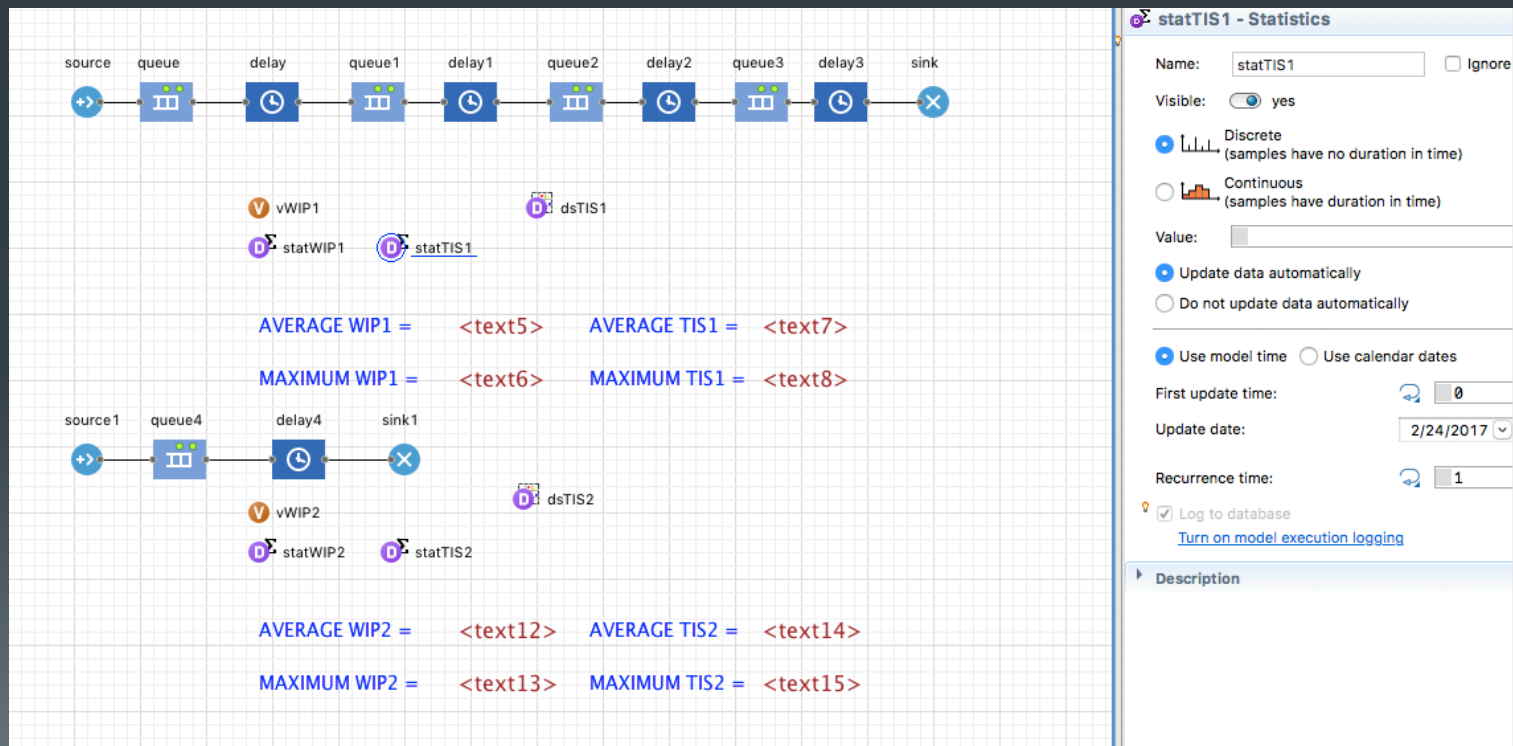 source queue delay queue1 delay1 queue2 delay2 queue3 delay3 sink
vWIP1 dsTIS1
statWIP1 statTIS1
AVERAGE WIP1 = <text5> AVERAGE TIS1 = <text7>
MAXIMUM WIP1 = <text6> MAXIMUM TIS1 = <text8>
source1 queue4 delay4 sink1
vWIP2 dsTIS2
statWIP2 statTIS2
AVERAGE WIP2 = <text12> AVERAGE TIS2 = <text14>
MAXIMUM WIP2 = <text13> MAXIMUM TIS2 = <text15>
statTIS1 - Statistics
Name: statTIS1 Ignore
Visible: yes
Discrete
(samples have no duration in time)
Continuous
(samples have duration in time)
Value:
Update data automatically
Do not update data automatically
Use model time Use calendar dates
First update time: 0
Update date: 2/24/2017
Recurrence time: 1
Log to database
Turn on model execution logging
Description